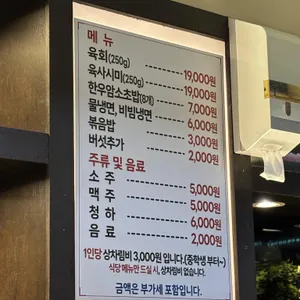 메 뉴
육회(250g) 19,000원
육사시미(250g) 19,000원
한우암소초밥(8개) 7,000원
물냉면, 비빔냉면 6,000원
볶음밥 3,000원
버섯추가 2,000원
주류 및 음료
소 주 5,000원
맥 주 5,000원
청 하 6,000원
음 료 2,000원
1인당 상차림비 3,000원 입니다.(중학생 부터~)
식당 메뉴만 드실 시, 상차림비 없습니다.
금액은 부가세 포함입니다.